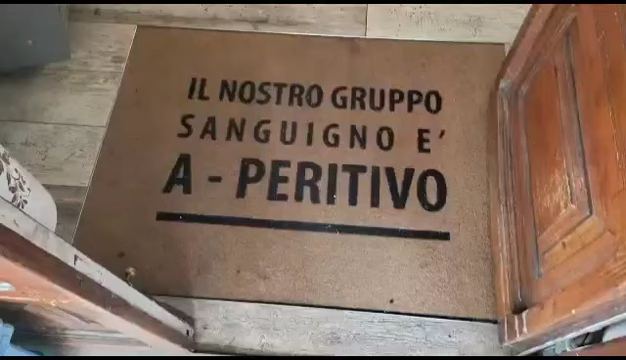 IL NOSTRO GRUPPO
SANGUIGNO E'
A - PERITIVO